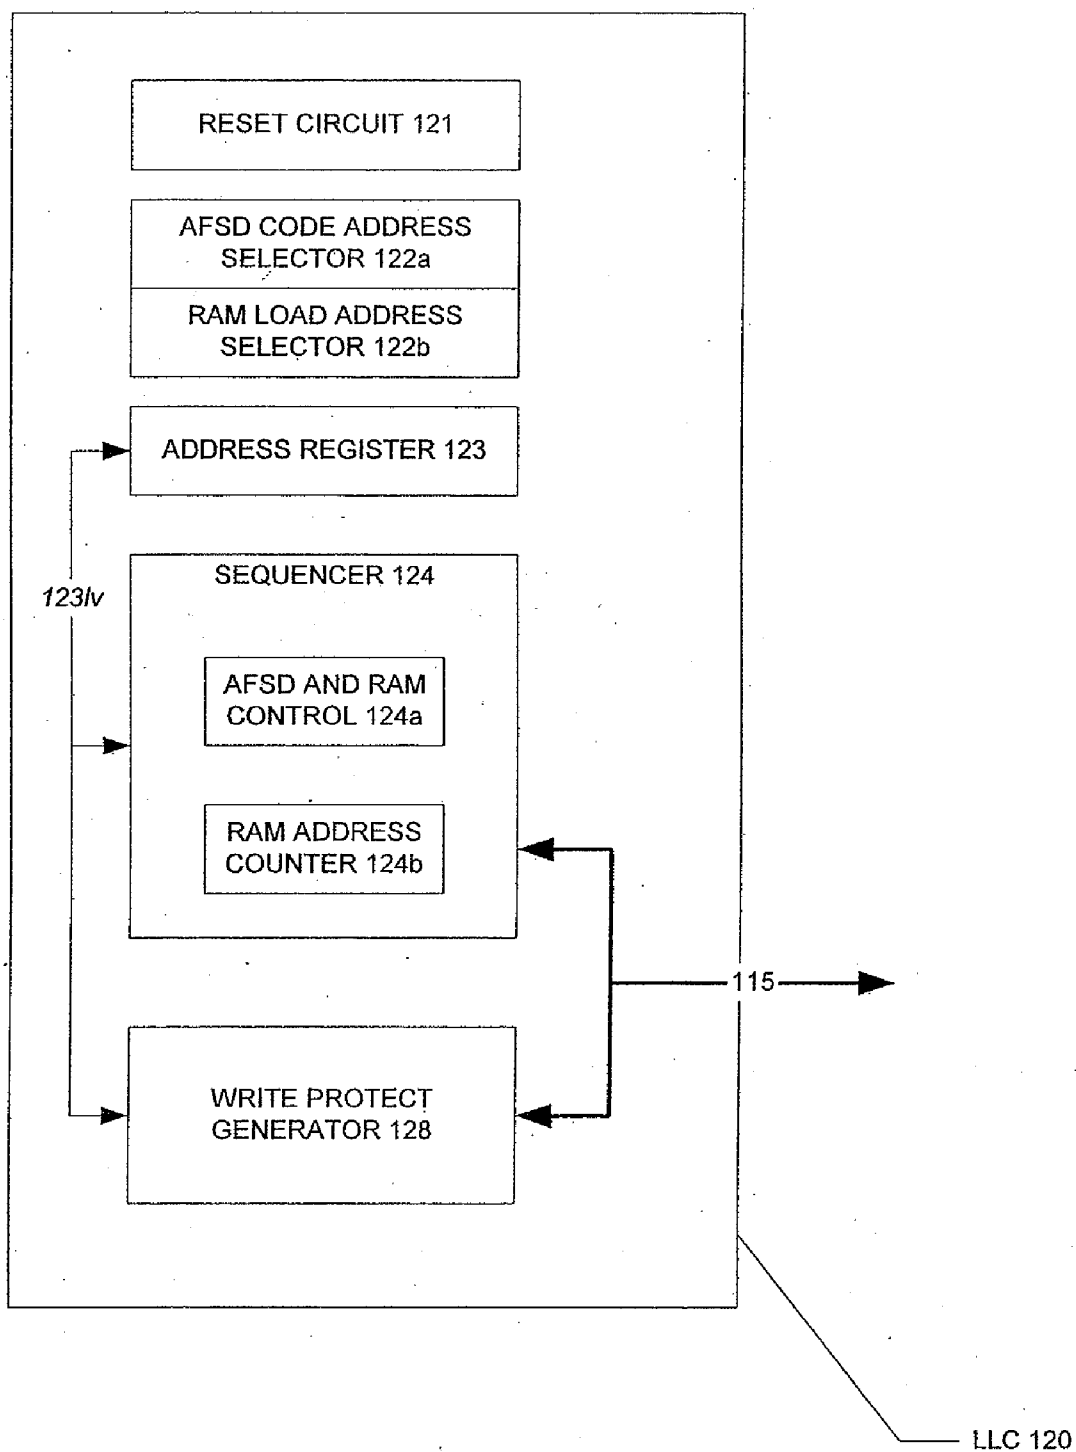 RESET CIRCUIT 121
AFSD CODE ADDRESS
SELECTOR 122a
RAM LOAD ADDRESS
SELECTOR 122b
ADDRESS REGISTER 123
SEQUENCER 124
123lv
AFSD AND RAM
CONTROL 124a
RAM ADDRESS
COUNTER 124b
115
WRITE PROTECT
GENERATOR 128
LLC 120